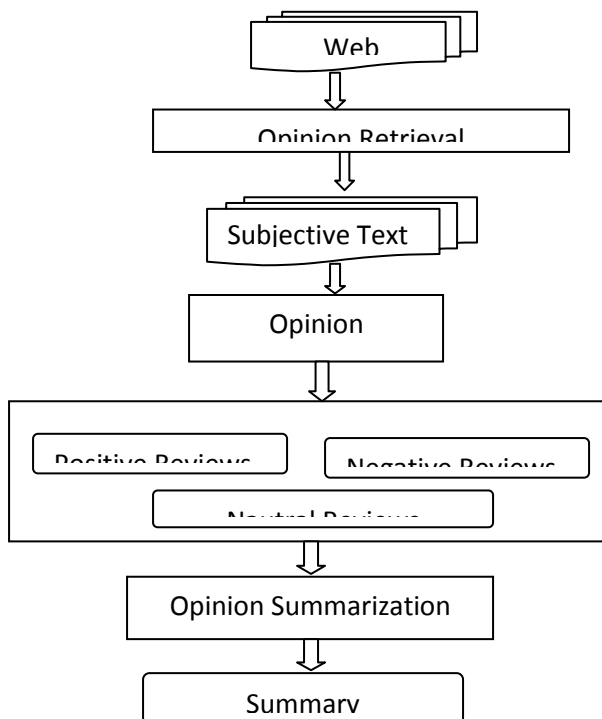 Web
Opinion Retrieval
Subjective Text
Opinion
Positive Reviews
Negative Reviews
Neutral Reviews
Opinion Summarization
Summary